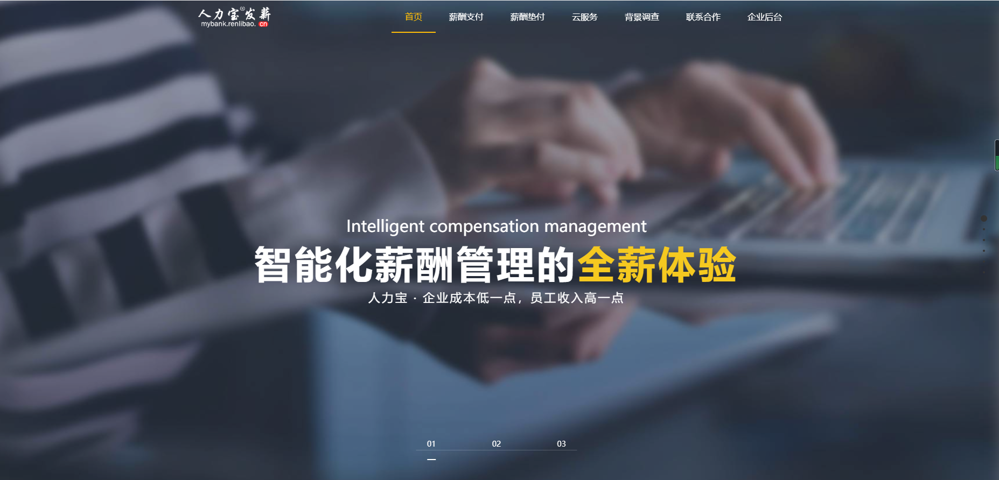 人力宝®发薪
mybank.renlibao. cn
首页 薪酬支付 薪酬垫付 云服务 背景调查 联系合作 企业后台
Intelligent compensation management
智能化薪酬管理的全薪体验
人力宝 · 企业成本低一点，员工收入高一点
01 02 03